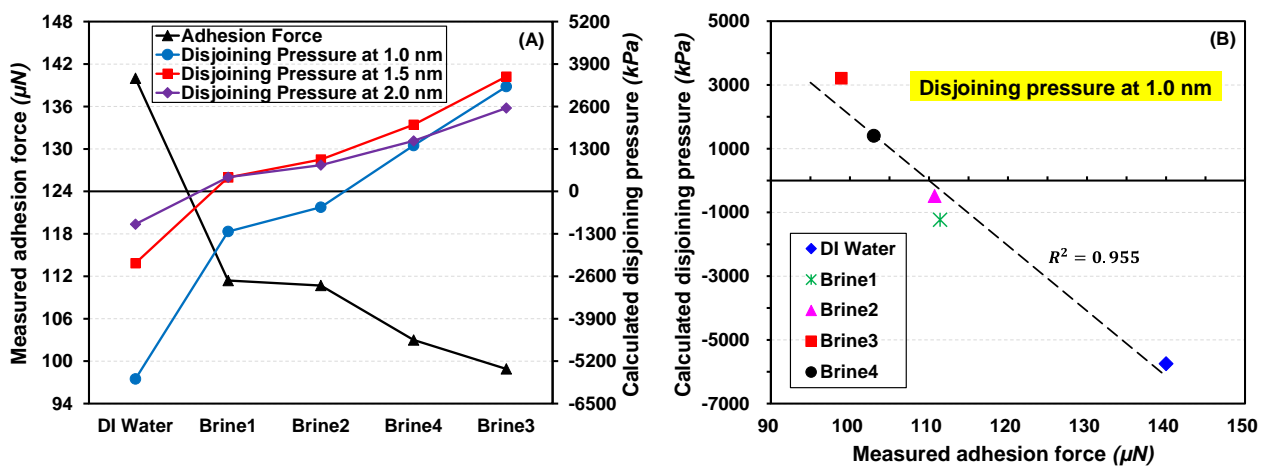 (A)
Adhesion Force
Disjoining Pressure at 1.0 nm
Disjoining Pressure at 1.5 nm
Disjoining Pressure at 2.0 nm
Measured adhesion force (µN)
148
142
136
130
124
118
112
106
100
94
DI Water
Brine1
Brine2
Brine4
Brine3
5200
3900
2600
1300
0
-1300
-2600
-3900
-5200
-6500
Calculated disjoining pressure (kPa)
(B)
Disjoining pressure at 1.0 nm
Calculated disjoining pressure (kPa)
5000
3000
1000
-1000
-3000
-5000
-7000
R² = 0.955
DI Water
Brine1
Brine2
Brine3
Brine4
90
100
110
120
130
140
150
Measured adhesion force (µN)